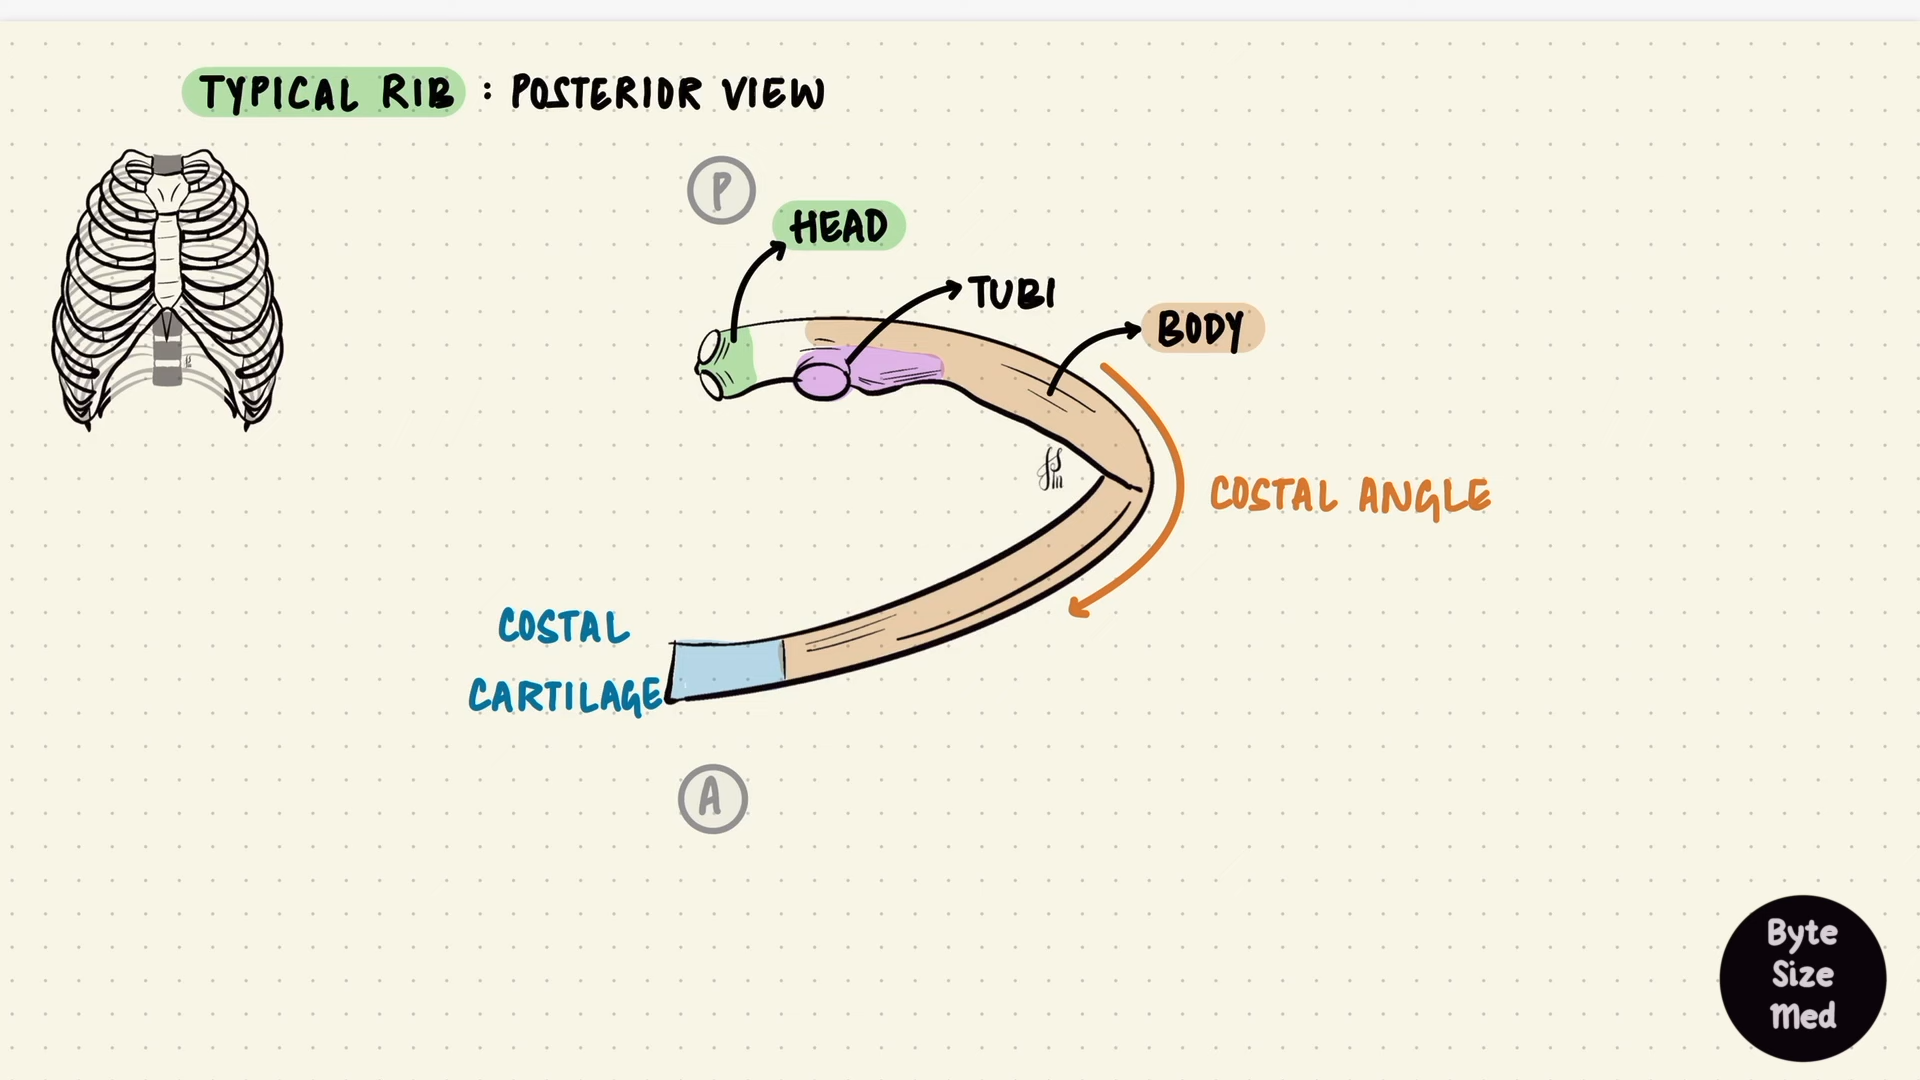 TYPICAL RIB : POSTERIOR VIEW
P
HEAD
TUBI
BODY
COSTAL ANGLE
COSTAL
CARTILAGE
A
Byte
Size
Med